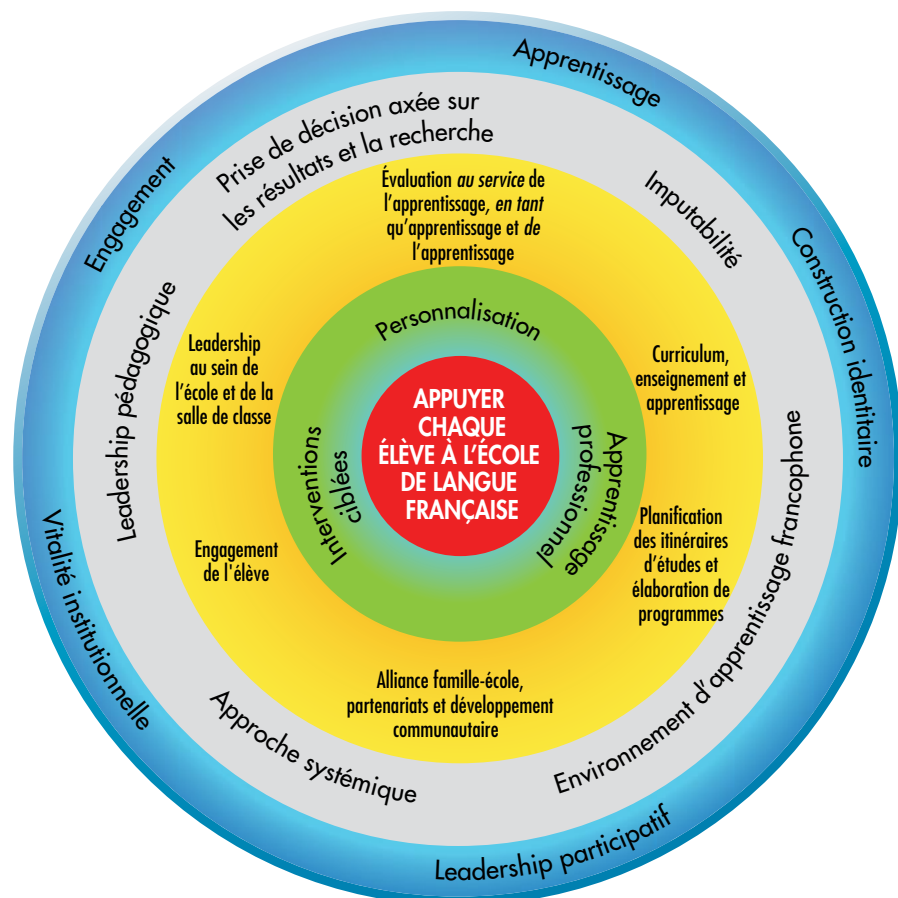 Apprentissage
Construction identitaire
Leadership participatif
Vitalité institutionnelle
Engagement
Prise de décision axée sur
les résultats et la recherche
Imputabilité
Environnement d'apprentissage francophone
Approche systémique
Leadership pédagogique
Évaluation au service de
l'apprentissage, en tant
qu'apprentissage et de
l'apprentissage
Curriculum,
enseignement et
apprentissage
Planification
des itinéraires
d'études et
élaboration de
programmes
Alliance famille-école,
partenariats et développement
communautaire
Engagement
de l'élève
Leadership
au sein de
l'école et de la
salle de classe
Personnalisation
Apprentissage
professionnel
Interventions
ciblées
APPUYER
CHAQUE
ÉLÈVE À L'ÉCOLE
DE LANGUE
FRANÇAISE